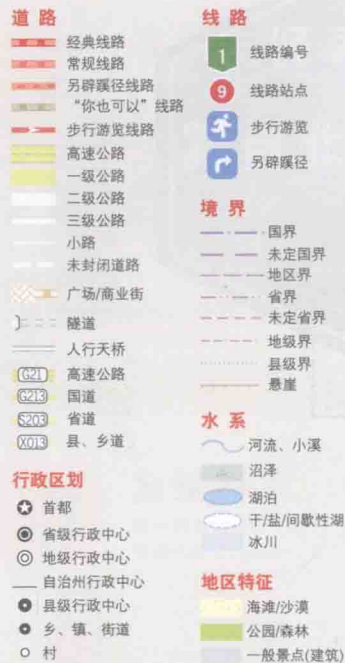 道 路
经典线路
常规线路
另辟蹊径线路
“你也可以”线路
步行游览线路
高速公路
一级公路
二级公路
三级公路
小路
未封闭道路
广场/商业街
隧道
人行天桥
G21 高速公路
G213 国道
S203 省道
X013 县、乡道
行政区划
首都
省级行政中心
地级行政中心
自治州行政中心
县级行政中心
乡、镇、街道
村
线 路
1 线路编号
9 线路站点
步行游览
另辟蹊径
境 界
国界
未定国界
地区界
省界
未定省界
地级界
县级界
悬崖
水 系
河流、小溪
沼泽
湖泊
干/盐/间歇性湖
冰川
地区特征
海滩/沙漠
公园/森林
一般景点(建筑)